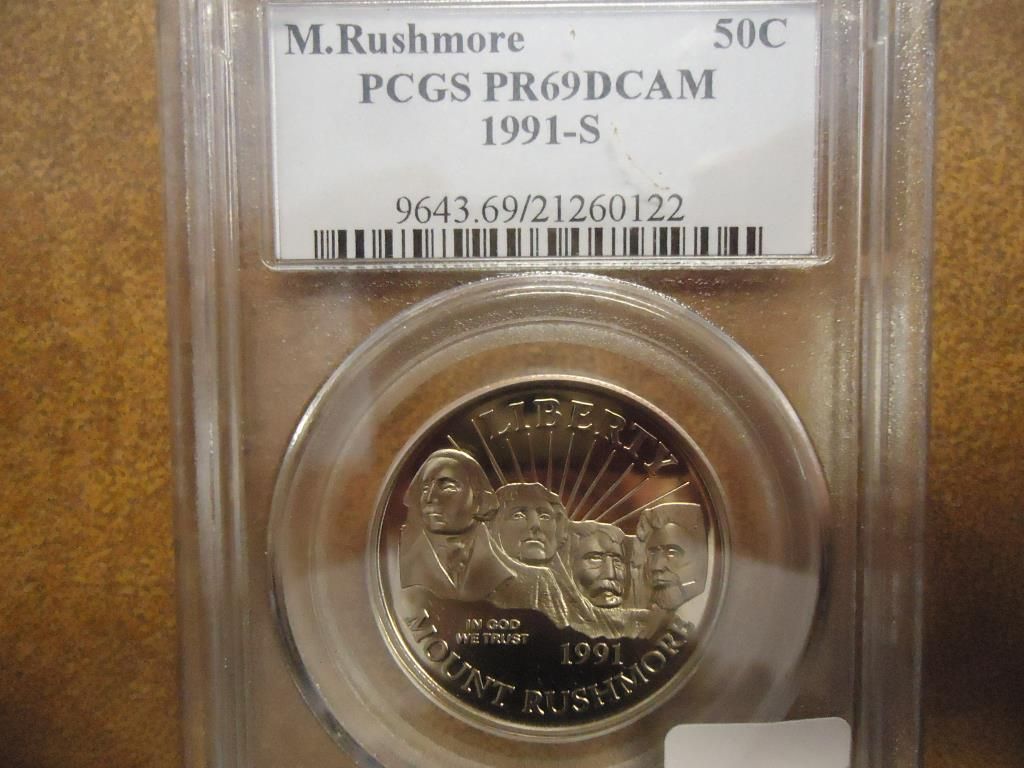 M.Rushmore 50C
PCGS PR69DCAM
1991-S
9643.69/21260122
LIBERTY
IN GOD
WE TRUST
1991
MOUNT RUSHMORE